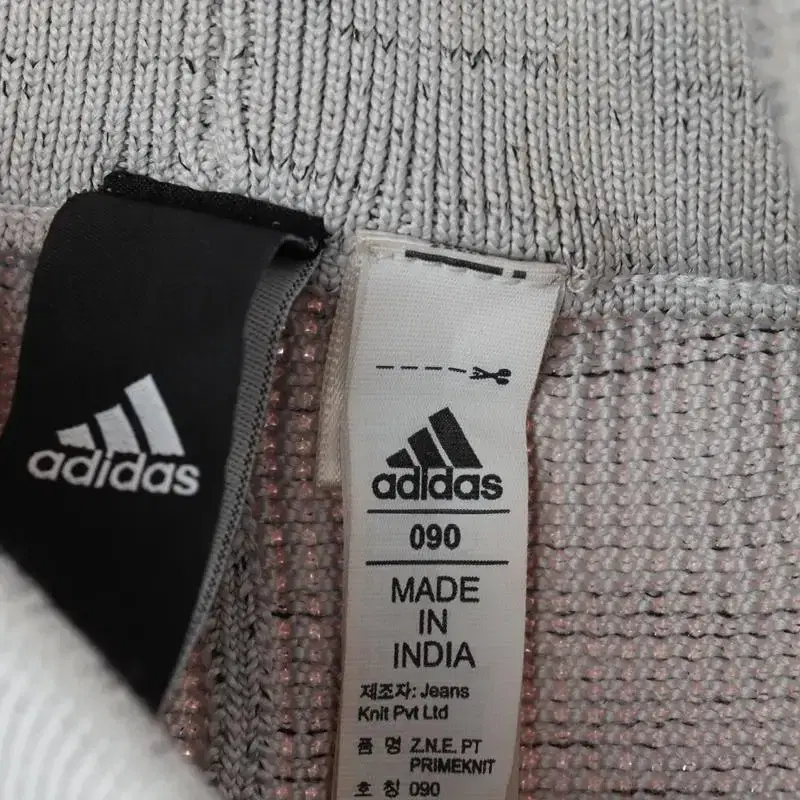 adidas
adidas
090
MADE
IN
INDIA
제조자: Jeans
Knit Pvt Ltd
품 명 Z.N.E. PT
PRIMEKNIT
호 칭 090